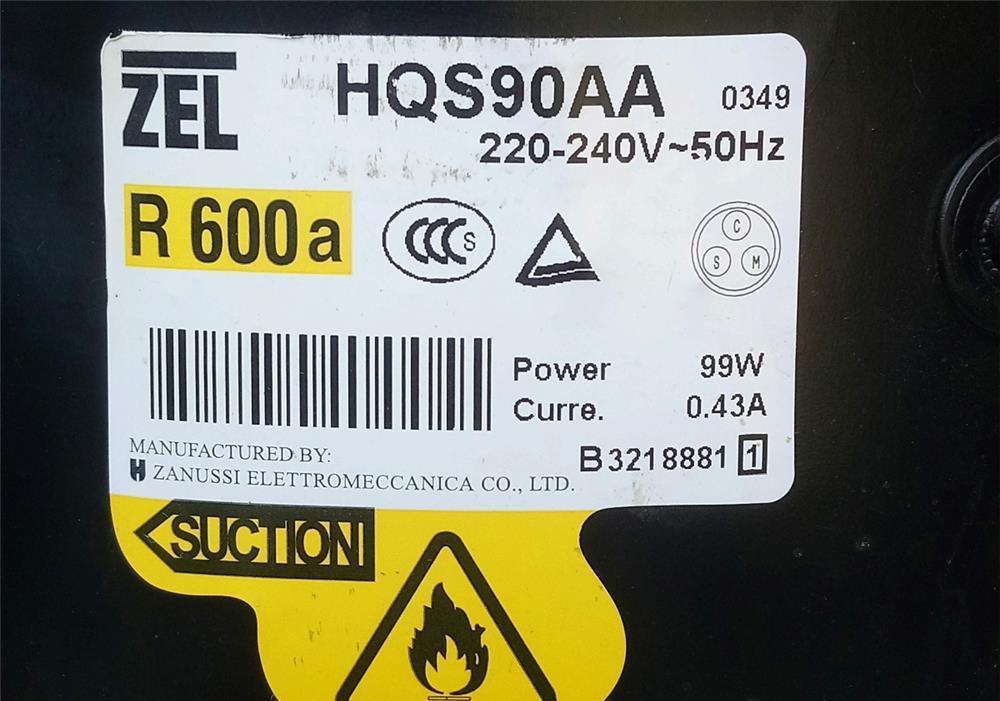 ZEL
HQS90AA 0349
220-240V~50Hz
R 600a
CCC S
C
S M
Power 99W
Curre. 0.43A
B3218881 1
MANUFACTURED BY:
ZANUSSI ELETTROMECCANICA CO., LTD.
SUCTION